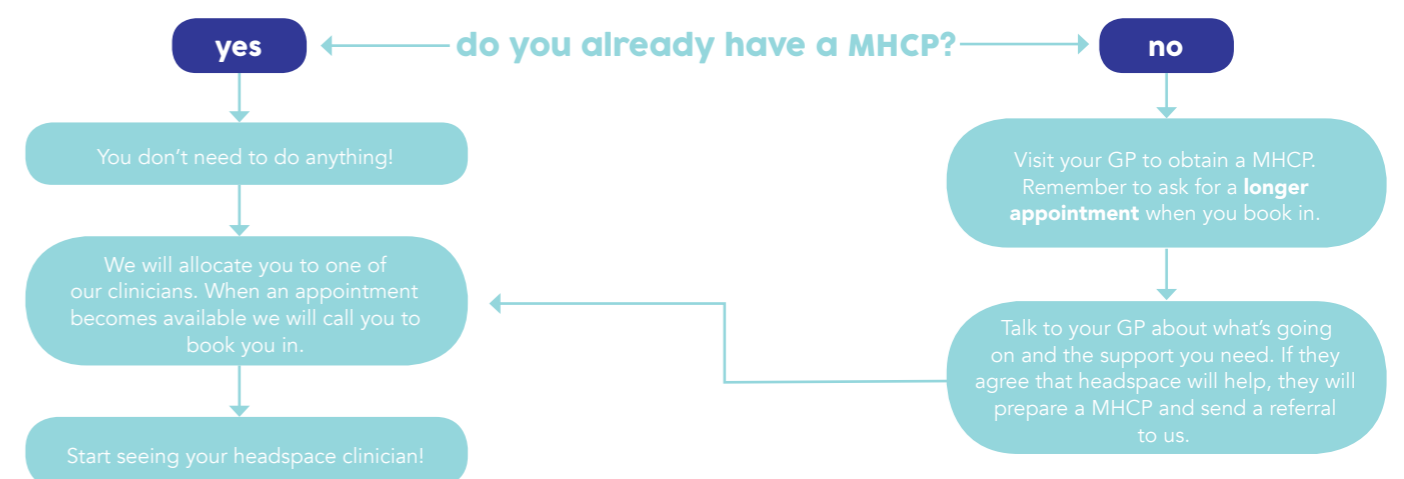 do you already have a MHCP?
yes
You don't need to do anything!
We will allocate you to one of
our clinicians. When an appointment
becomes available we will call you to
book you in.
Start seeing your headspace clinician!
no
Visit your GP to obtain a MHCP.
Remember to ask for a longer
appointment when you book in.
Talk to your GP about what's going
on and the support you need. If they
agree that headspace will help, they will
prepare a MHCP and send a referral
to us.